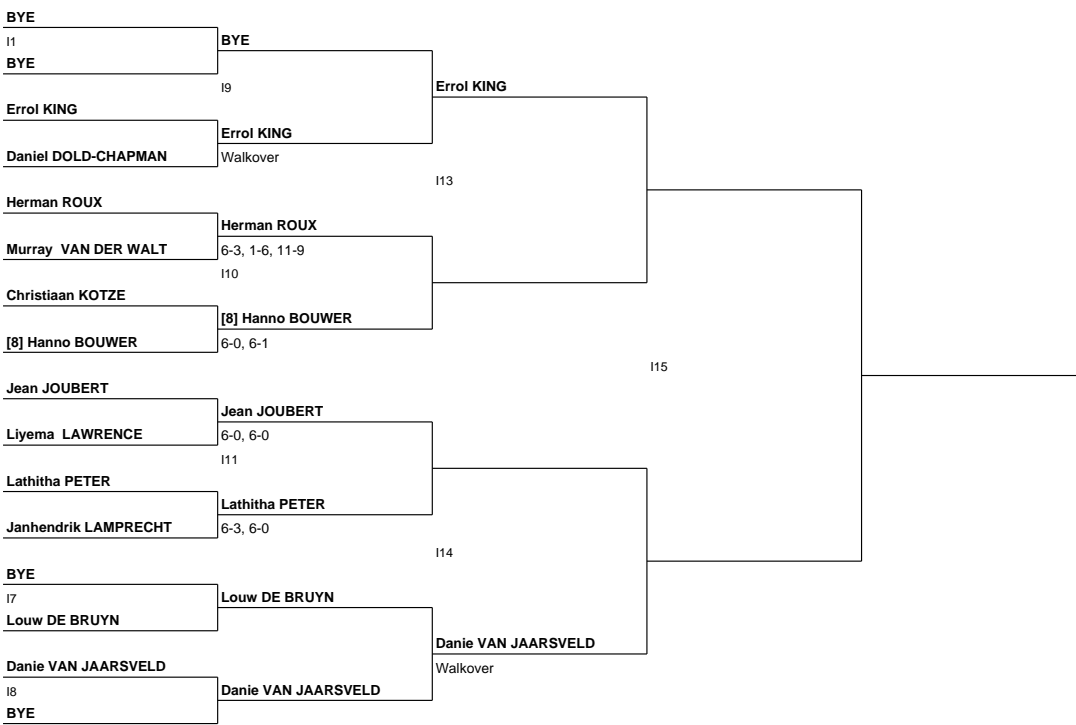 BYE
I1
BYE
BYE
I9
Errol KING
Errol KING
Errol KING
Daniel DOLD-CHAPMAN
Walkover
I13
Herman ROUX
Herman ROUX
Murray  VAN DER WALT
6-3, 1-6, 11-9
I10
Christiaan KOTZE
[8] Hanno BOUWER
[8] Hanno BOUWER
6-0, 6-1
I15
Jean JOUBERT
Jean JOUBERT
Liyema  LAWRENCE
6-0, 6-0
I11
Lathitha PETER
Lathitha PETER
Janhendrik LAMPRECHT
6-3, 6-0
I14
BYE
I7
Louw DE BRUYN
Louw DE BRUYN
Danie VAN JAARSVELD
Walkover
Danie VAN JAARSVELD
I8
Danie VAN JAARSVELD
BYE